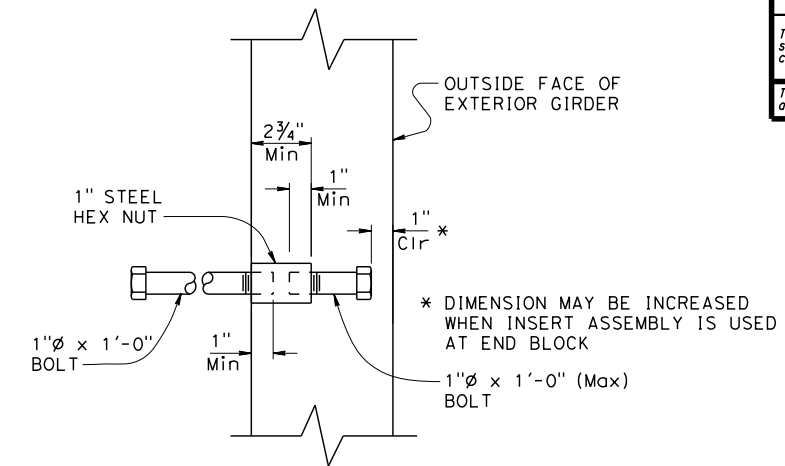 OUTSIDE FACE OF
EXTERIOR GIRDER
2¾"
Min
1"
Min
1" STEEL
HEX NUT
1"
Clr *
* DIMENSION MAY BE INCREASED
WHEN INSERT ASSEMBLY IS USED
AT END BLOCK
1"Ø x 1'-0"
BOLT
1"
Min
1"Ø x 1'-0" (Max)
BOLT